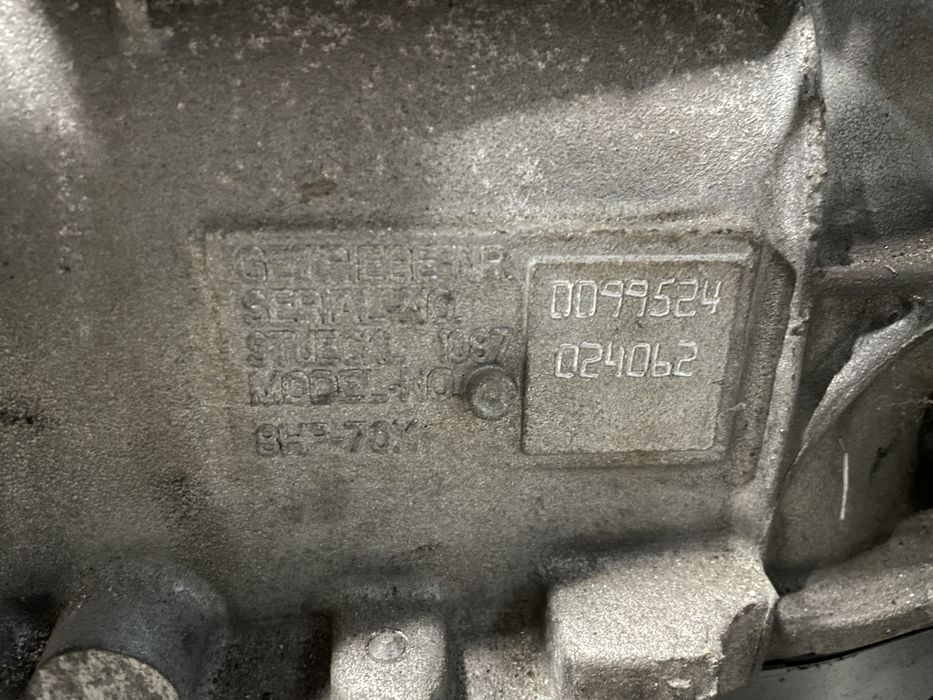 GETRIEBE-NR. 0099524
SERIAL-NO.
STUECKL. 1087 024062
MODEL-NO.
8HP-70X